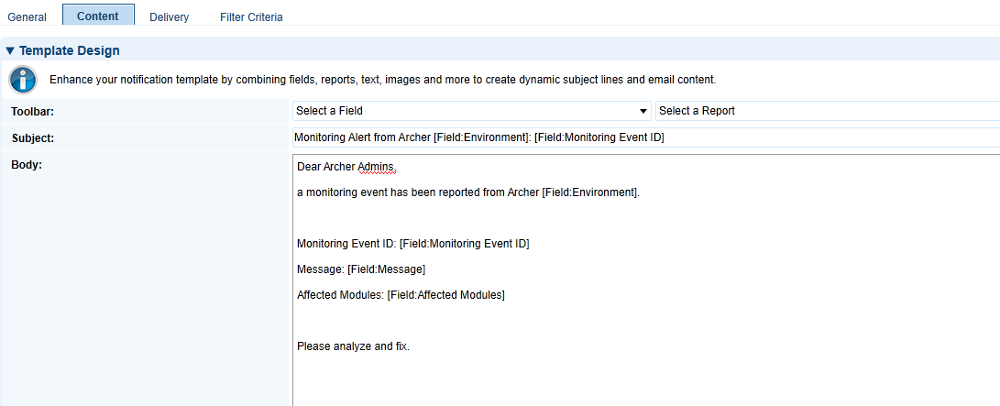 General Content Delivery Filter Criteria
Template Design
Enhance your notification template by combining fields, reports, text, images and more to create dynamic subject lines and email content.
Toolbar: Select a Field Select a Report
Subject: Monitoring Alert from Archer [Field:Environment]: [Field:Monitoring Event ID]
Body: Dear Archer Admins,
a monitoring event has been reported from Archer [Field:Environment].
Monitoring Event ID: [Field:Monitoring Event ID]
Message: [Field:Message]
Affected Modules: [Field:Affected Modules]
Please analyze and fix.